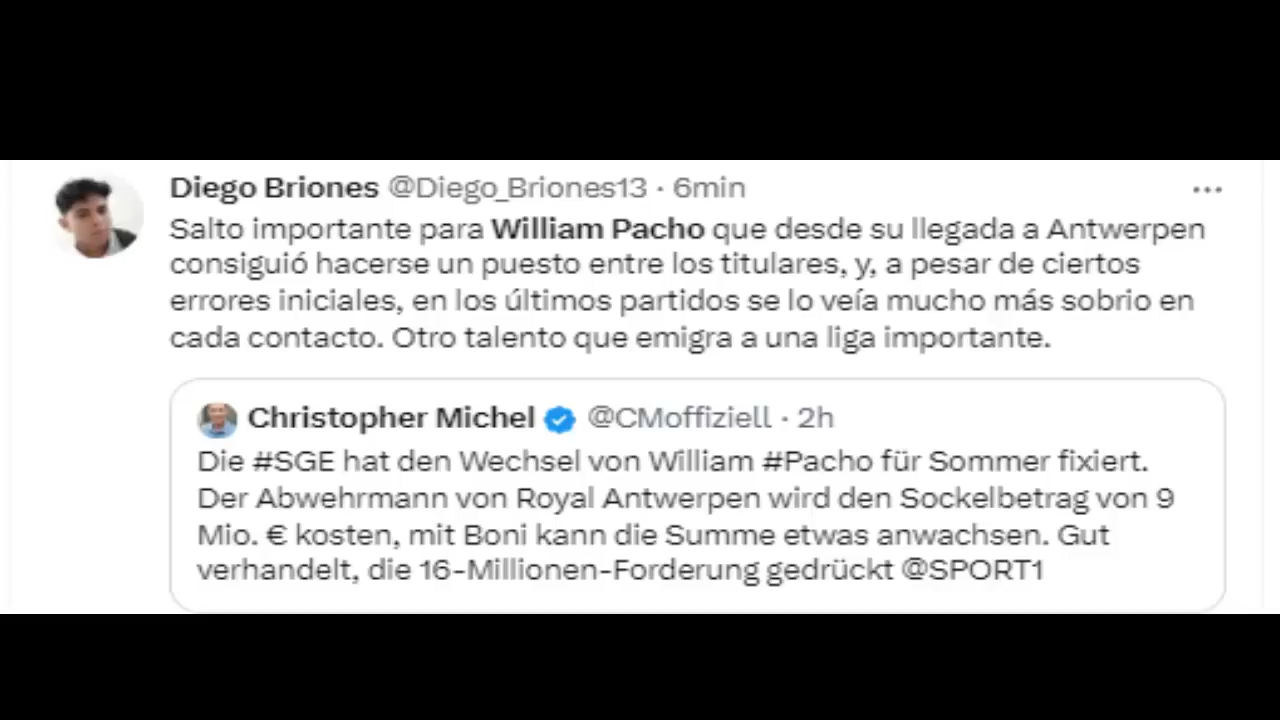 Diego Briones @Diego_Briones13 · 6min
Salto importante para William Pacho que desde su llegada a Antwerpen
consiguió hacerse un puesto entre los titulares, y, a pesar de ciertos
errores iniciales, en los últimos partidos se lo veía mucho más sobrio en
cada contacto. Otro talento que emigra a una liga importante.
Christopher Michel @CMoffiziell · 2h
Die #SGE hat den Wechsel von William #Pacho für Sommer fixiert.
Der Abwehrmann von Royal Antwerpen wird den Sockelbetrag von 9
Mio. € kosten, mit Boni kann die Summe etwas anwachsen. Gut
verhandelt, die 16-Millionen-Forderung gedrückt @SPORT1